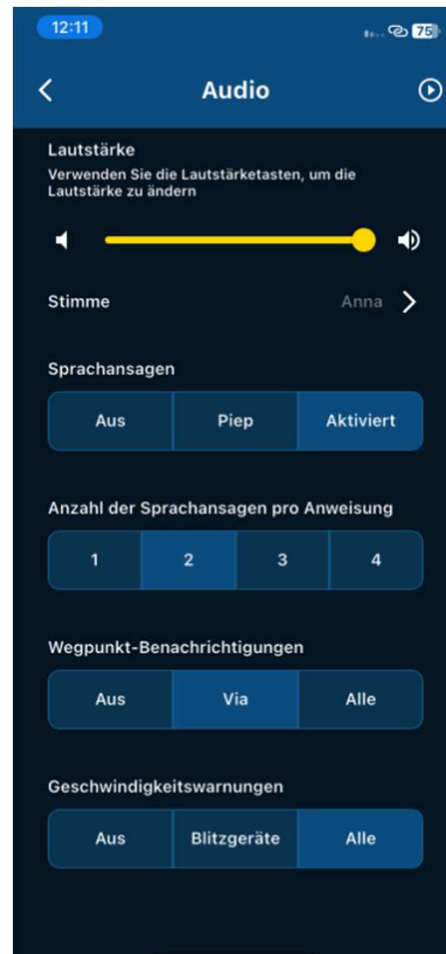 12:11
75
Audio
Lautstärke
Verwenden Sie die Lautstärketasten, um die
Lautstärke zu ändern
Stimme Anna
Sprachansagen
Aus Piep Aktiviert
Anzahl der Sprachansagen pro Anweisung
1 2 3 4
Wegpunkt-Benachrichtigungen
Aus Via Alle
Geschwindigkeitswarnungen
Aus Blitzgeräte Alle